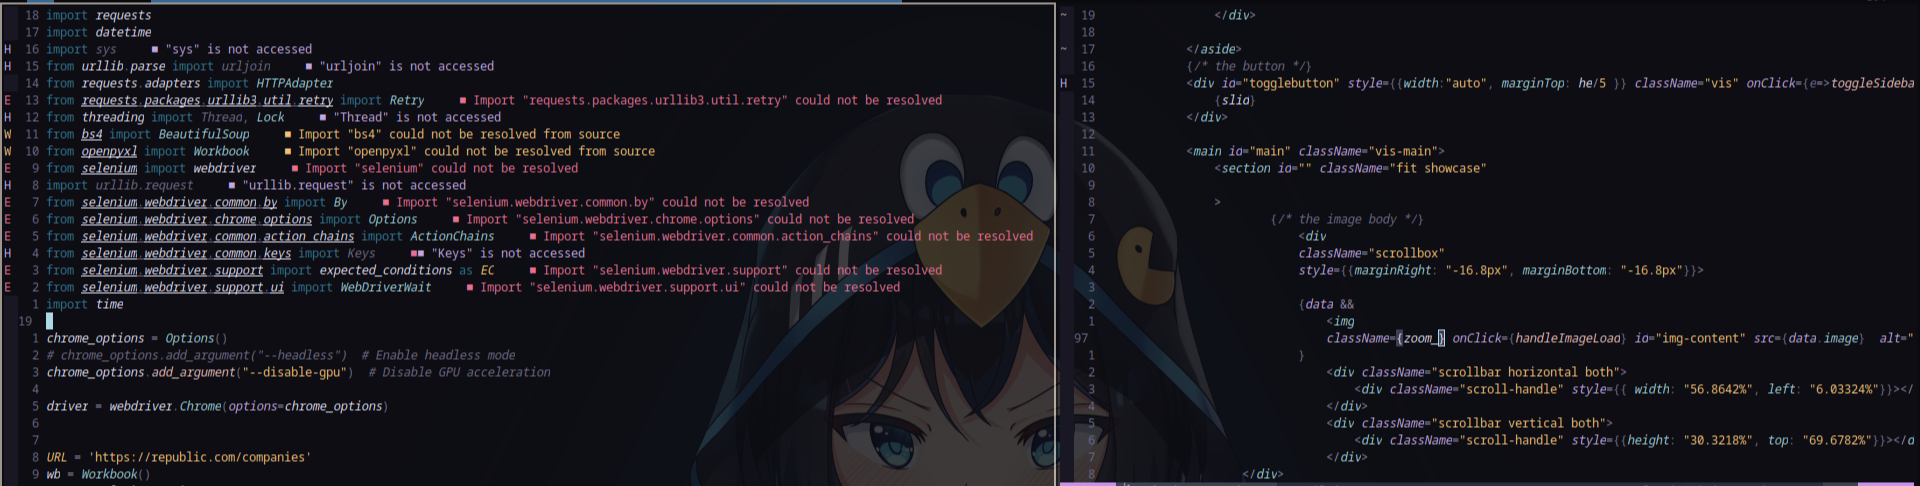 18 import requests
17 import datetime
H 16 import sys ■ "sys" is not accessed
H 15 from urllib.parse import urljoin ■ "urljoin" is not accessed
14 from requests.adapters import HTTPAdapter
E 13 from requests.packages.urllib3.util.retry import Retry ■ Import "requests.packages.urllib3.util.retry" could not be resolved
H 12 from threading import Thread, Lock ■ "Thread" is not accessed
W 11 from bs4 import BeautifulSoup ■ Import "bs4" could not be resolved from source
W 10 from openpyxl import Workbook ■ Import "openpyxl" could not be resolved from source
E 9 from selenium import webdriver ■ Import "selenium" could not be resolved
H 8 import urllib.request ■ "urllib.request" is not accessed
E 7 from selenium.webdriver.common.by import By ■ Import "selenium.webdriver.common.by" could not be resolved
E 6 from selenium.webdriver.chrome.options import Options ■ Import "selenium.webdriver.chrome.options" could not be resolved
E 5 from selenium.webdriver.common.action_chains import ActionChains ■ Import "selenium.webdriver.common.action_chains" could not be resolved
H 4 from selenium.webdriver.common.keys import Keys ■■ "Keys" is not accessed
E 3 from selenium.webdriver.support import expected_conditions as EC ■ Import "selenium.webdriver.support" could not be resolved
E 2 from selenium.webdriver.support.ui import WebDriverWait ■ Import "selenium.webdriver.support.ui" could not be resolved
1 import time
19
1 chrome_options = Options()
2 # chrome_options.add_argument("--headless") # Enable headless mode
3 chrome_options.add_argument("--disable-gpu") # Disable GPU acceleration
4
5 driver = webdriver.Chrome(options=chrome_options)
6
7
8 URL = 'https://republic.com/companies'
9 wb = Workbook()
~ 19 </div>
18
~ 17 </aside>
16 {/* the button */}
H 15 <div id="togglebutton" style={{width:"auto", marginTop: he/5 }} className="vis" onClick={e=>toggleSideba
14 {slid}
13 </div>
12
11 <main id="main" className="vis-main">
10 <section id="" className="fit showcase"
9
8 >
7 {/* the image body */}
6 <div
5 className="scrollbox"
4 style={{marginRight: "-16.8px", marginBottom: "-16.8px"}}>
3
2 {data &&
1 <img
97 className={zoom_} onClick={handleImageLoad} id="img-content" src={data.image} alt="
1 }
2 <div className="scrollbar horizontal both">
3 <div className="scroll-handle" style={{ width: "56.8642%", left: "6.03324%"}}></
4 </div>
5 <div className="scrollbar vertical both">
6 <div className="scroll-handle" style={{height: "30.3218%", top: "69.6782%"}}></d
7 </div>
8 </div>